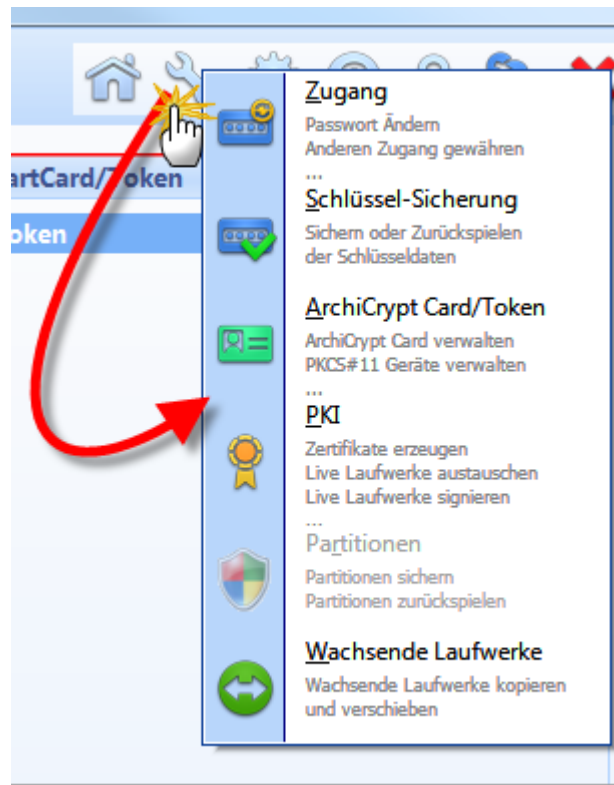 Zugang
Passwort Ändern
Anderen Zugang gewähren
...
artCard/Token
Schlüssel-Sicherung
oken
Sichern oder Zurückspielen
der Schlüsseldaten
ArchiCrypt Card/Token
ArchiCrypt Card verwalten
PKCS#11 Geräte verwalten
...
PKI
Zertifikate erzeugen
Live Laufwerke austauschen
Live Laufwerke signieren
...
Partitionen
Partitionen sichern
Partitionen zurückspielen
Wachsende Laufwerke
Wachsende Laufwerke kopieren
und verschieben